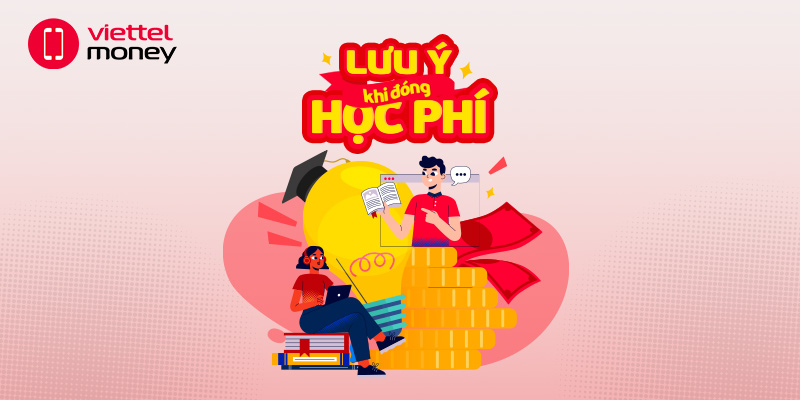 viettel
money
LƯU Ý
khi đóng
HỌC PHÍ